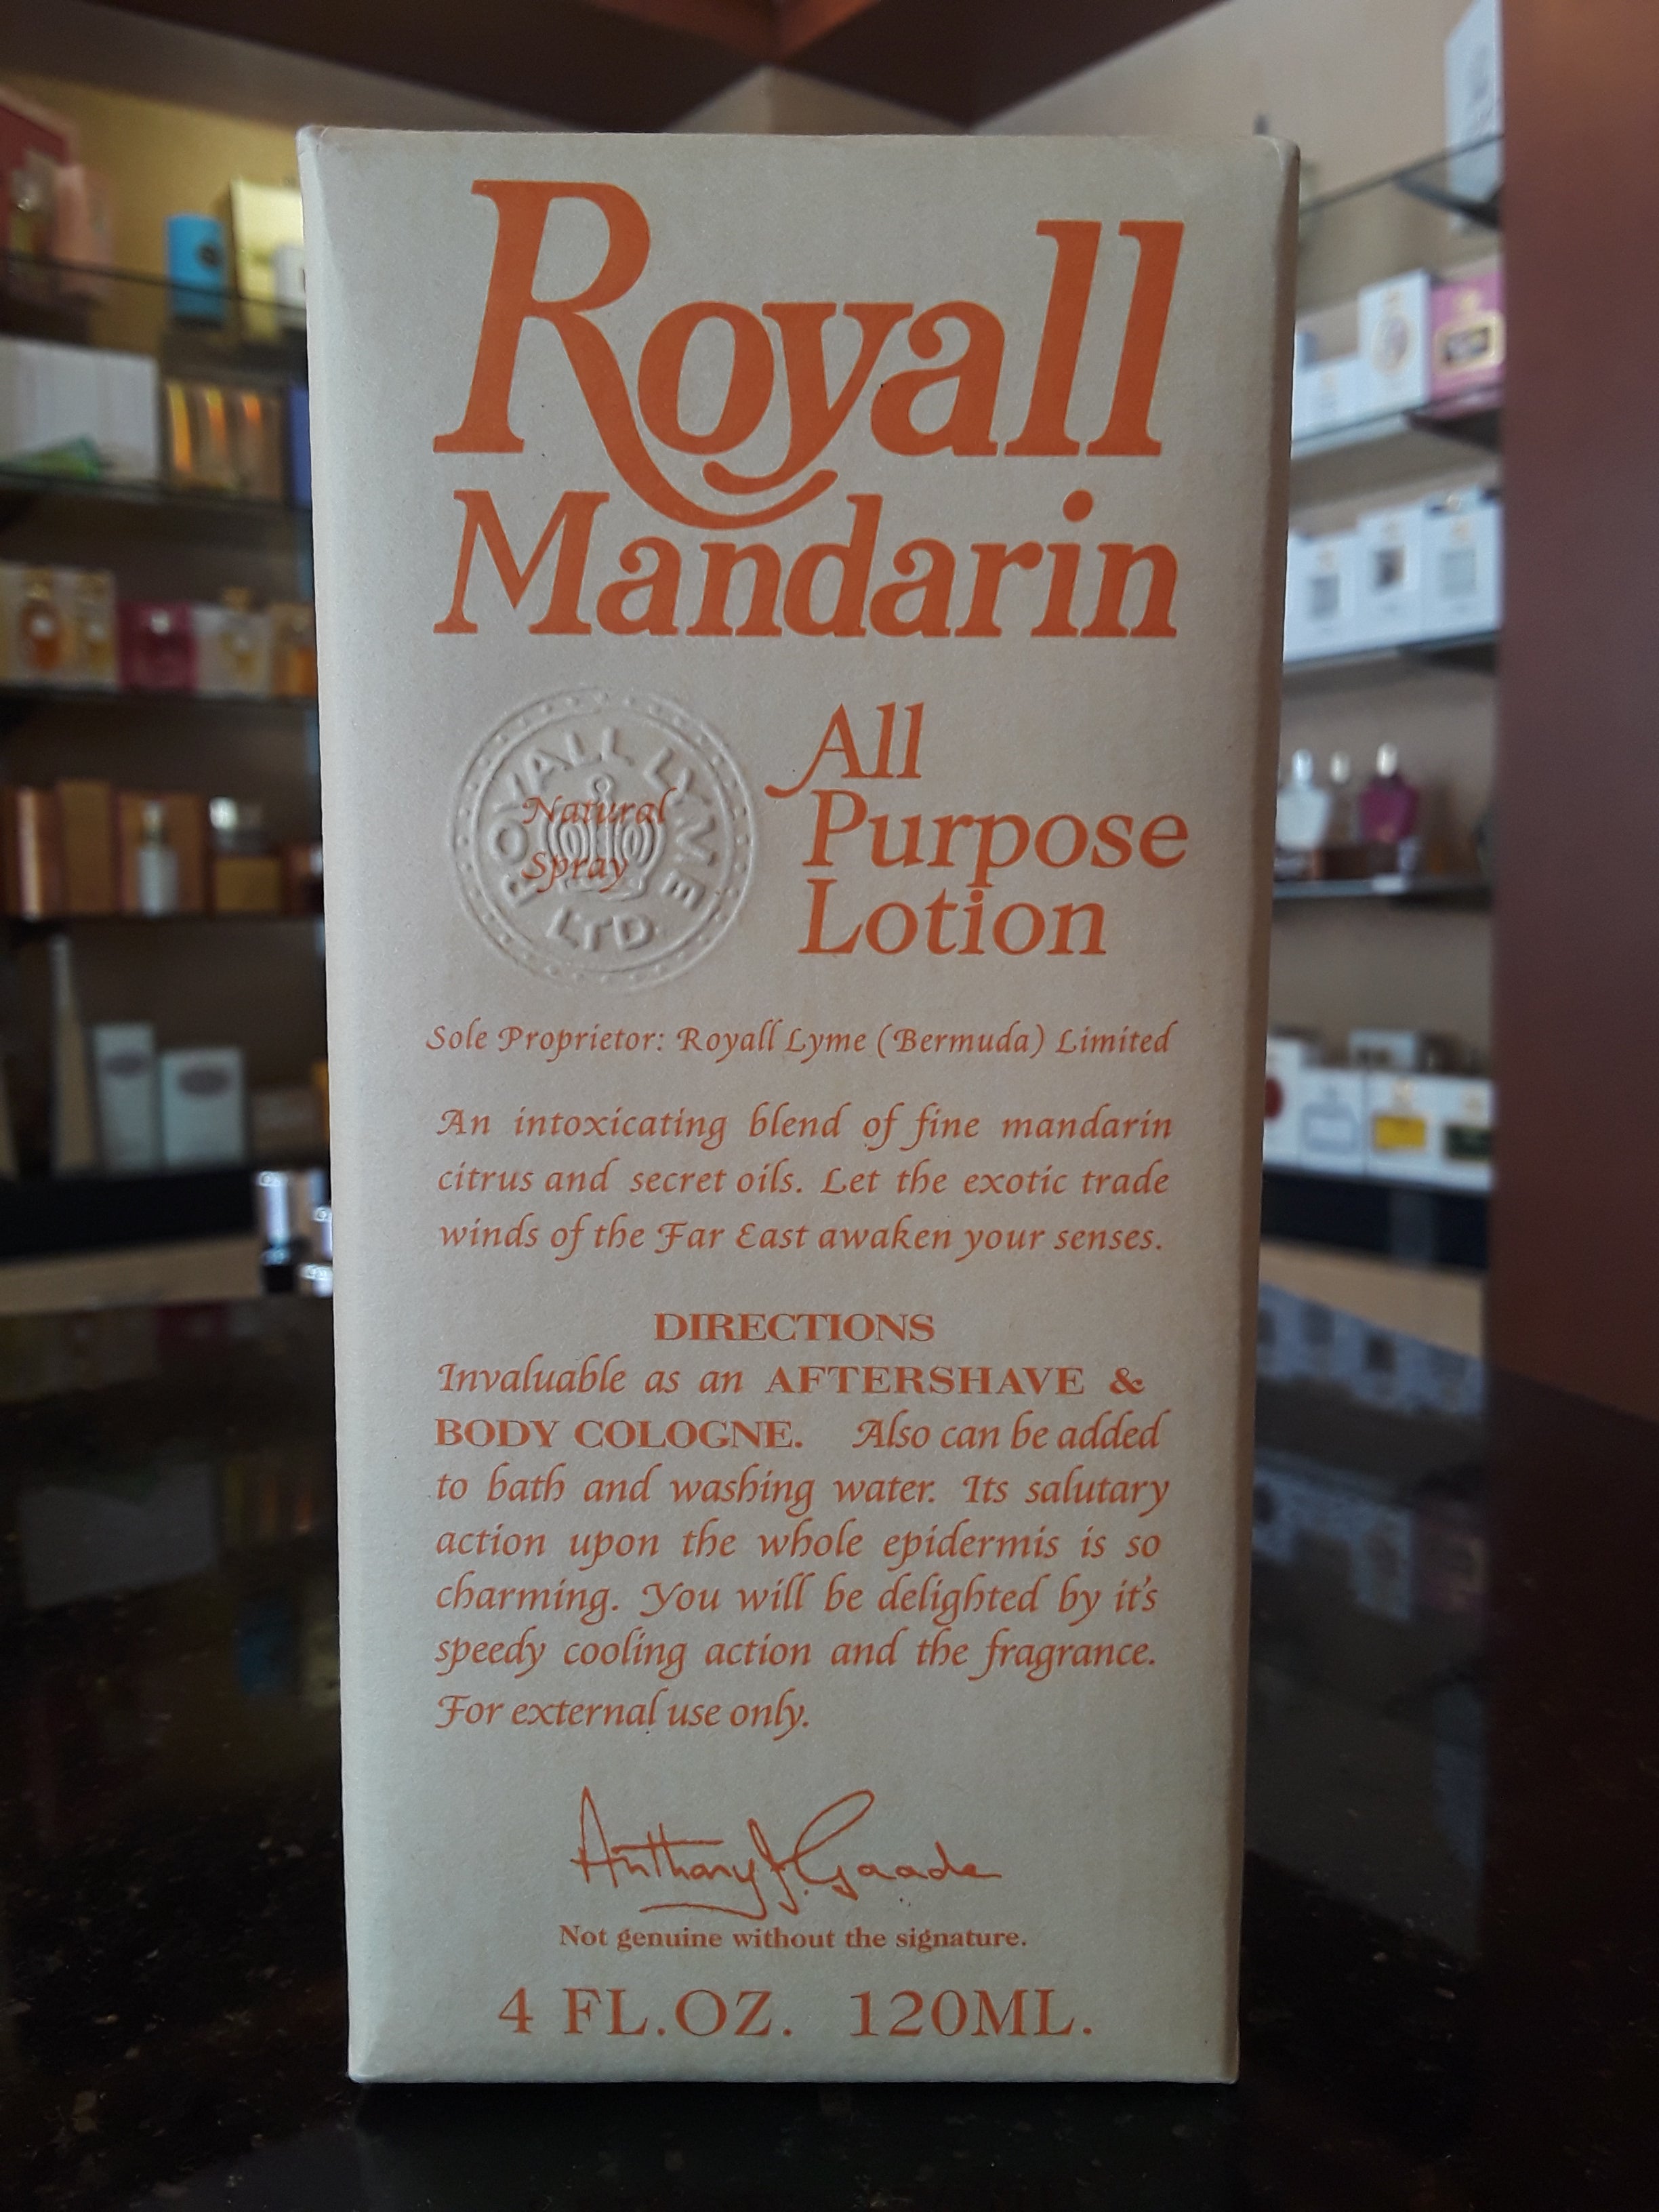 Royall
Mandarin
ROYALL LYME
LTD.
Natural
Spray
All
Purpose
Lotion
Sole Proprietor: Royall Lyme (Bermuda) Limited
An intoxicating blend of fine mandarin
citrus and secret oils. Let the exotic trade
winds of the Far East awaken your senses.
DIRECTIONS
Invaluable as an AFTERSHAVE &
BODY COLOGNE. Also can be added
to bath and washing water. Its salutary
action upon the whole epidermis is so
charming. You will be delighted by it's
speedy cooling action and the fragrance.
For external use only.
Anthony J. Gaade
Not genuine without the signature.
4 FL.OZ. 120ML.